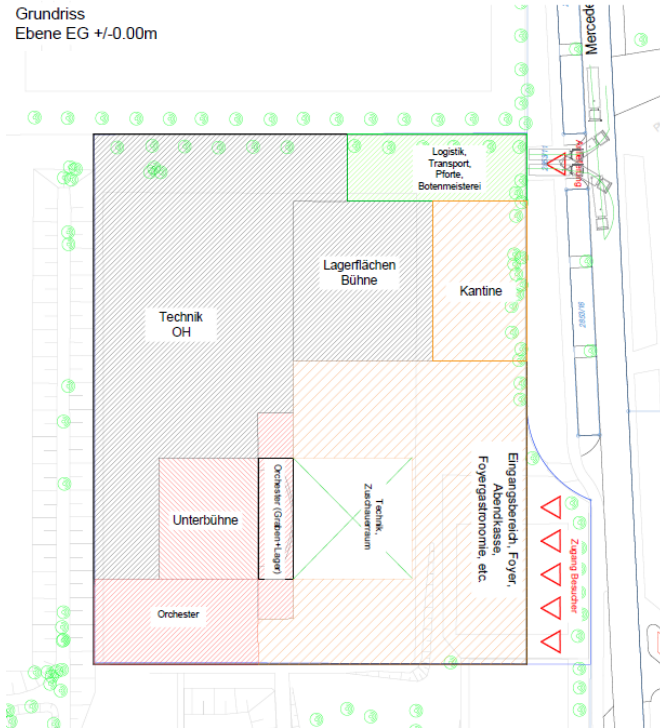 Grundriss
Ebene EG +/-0.00m
Mercede
Logistik,
Transport,
Pforte,
Botenmeisterei
Lagerflächen
Bühne
Kantine
Technik
OH
Eingangsbereich, Foyer,
Abendkasse,
Foyergastronomie, etc.
Technik,
Zuschauerraum
Orchester (Graben+Lager)
Unterbühne
Orchester
Zugang Besucher